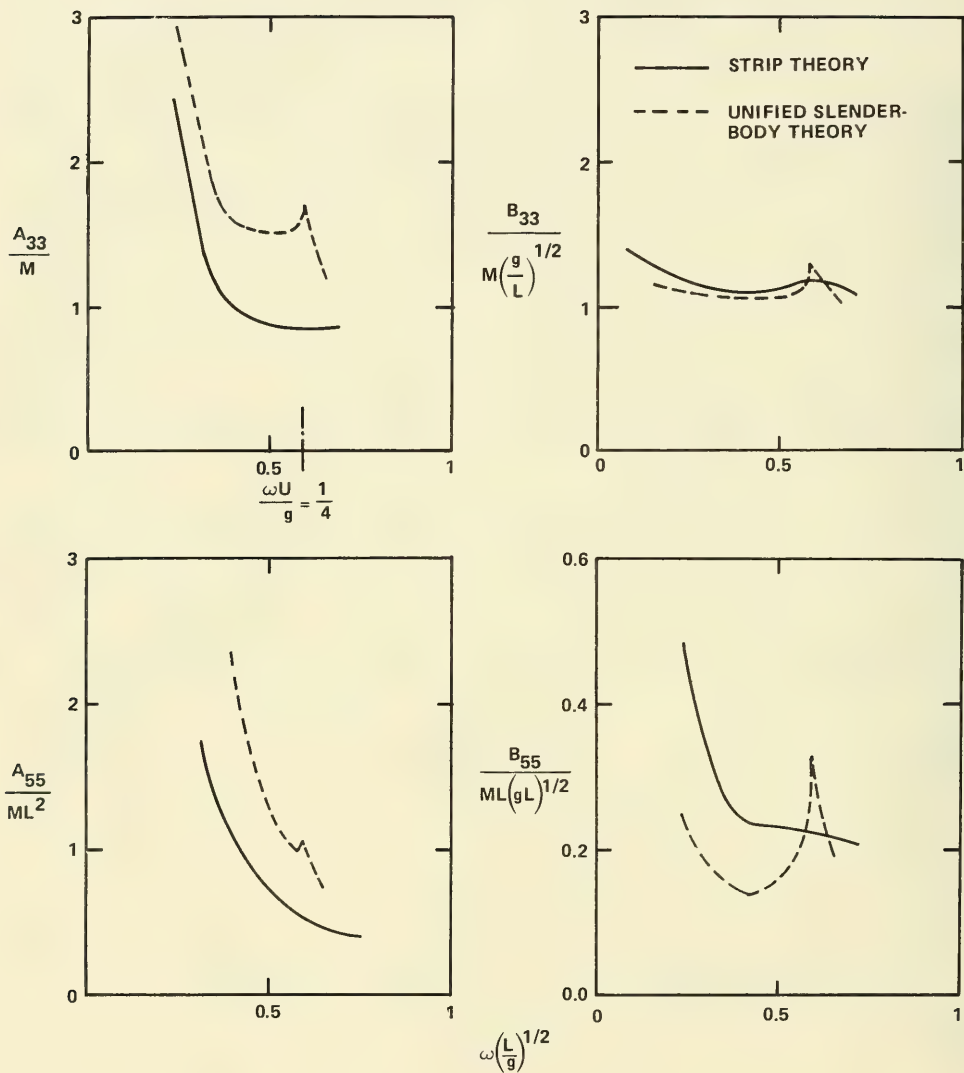 3
2
1
0
A33/M
0.5
1
ωU/g = 1/4
3
2
1
0
B33/M(g/L)^1/2
0
0.5
1
STRIP THEORY
UNIFIED SLENDER-
BODY THEORY
3
2
1
0
A55/ML^2
0.5
1
0.6
0.4
0.2
0.0
B55/ML(gL)^1/2
0
0.5
1
ω(L/g)^1/2